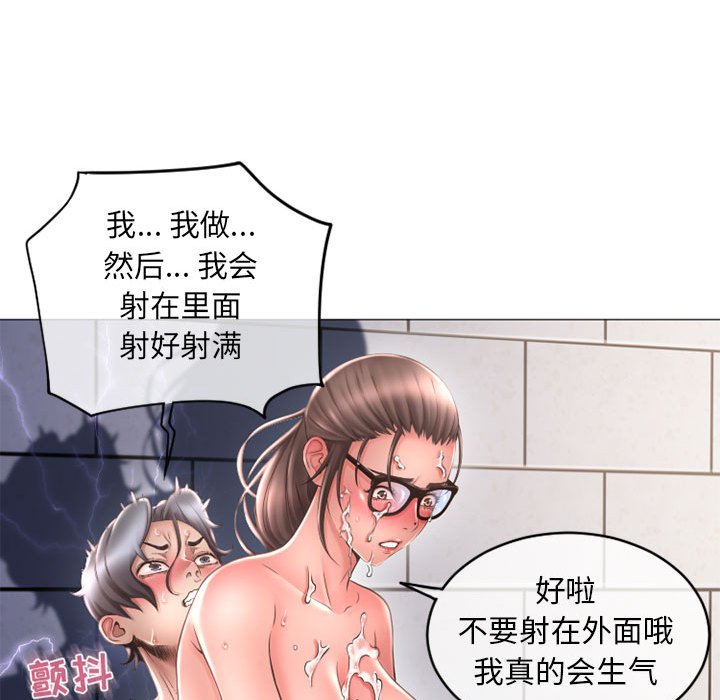 我... 我做...
然后... 我会
射在里面
射好射满
好啦
不要射在外面哦
我真的会生气
颤抖